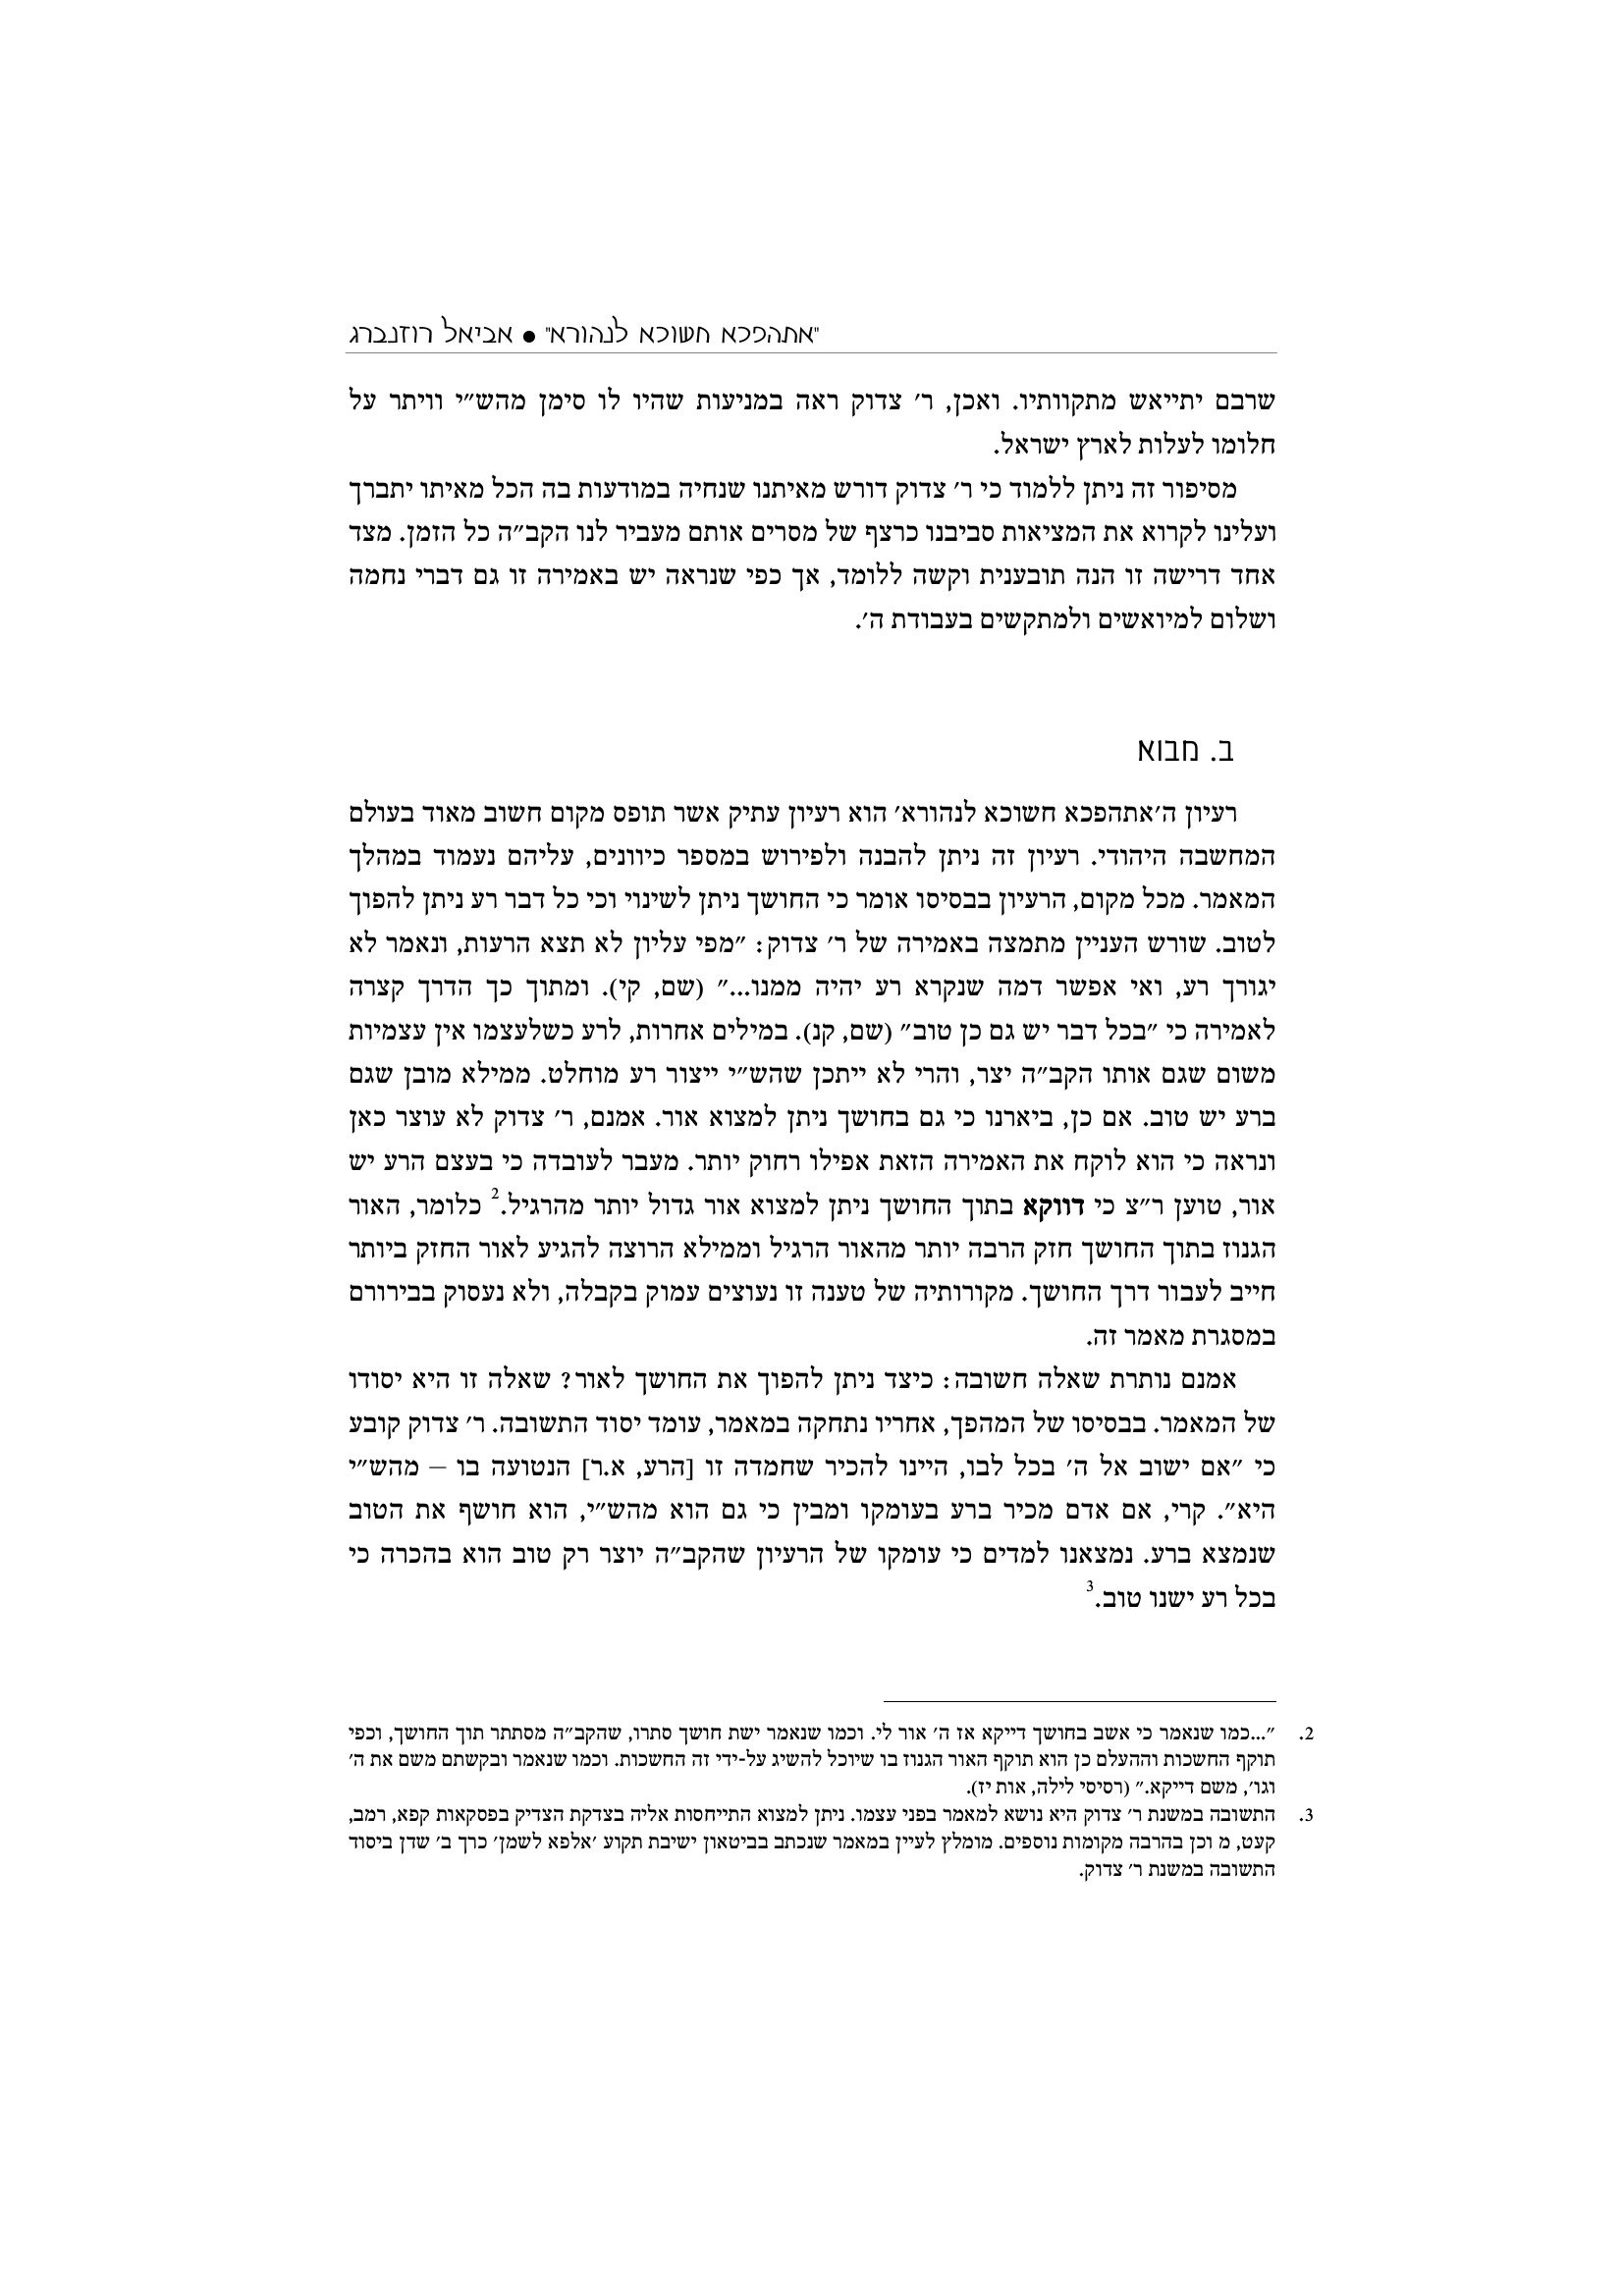 "אתהפכא חשוכא לנהורא" ● אביאל רוזנברג
שרבם יתייאש מתקוותיו. ואכן, ר׳ צדוק ראה במניעות שהיו לו סימן מהש״י וויתר על
חלומו לעלות לארץ ישראל.
מסיפור זה ניתן ללמוד כי ר׳ צדוק דורש מאיתנו שנחיה במודעות בה הכל מאיתו יתברך
ועלינו לקרוא את המציאות סביבנו כרצף של מסרים אותם מעביר לנו הקב״ה כל הזמן. מצד
אחד דרישה זו הנה תובענית וקשה ללומד, אך כפי שנראה יש באמירה זו גם דברי נחמה
ושלום למיואשים ולמתקשים בעבודת ה׳.
ב. מבוא
רעיון ה׳אתהפכא חשוכא לנהורא׳ הוא רעיון עתיק אשר תופס מקום חשוב מאוד בעולם
המחשבה היהודי. רעיון זה ניתן להבנה ולפירוש במספר כיוונים, עליהם נעמוד במהלך
המאמר. מכל מקום, הרעיון בבסיסו אומר כי החושך ניתן לשינוי וכי כל דבר רע ניתן להפוך
לטוב. שורש העניין מתמצה באמירה של ר׳ צדוק: ״מפי עליון לא תצא הרעות, ונאמר לא
יגורך רע, ואי אפשר דמה שנקרא רע יהיה ממנו...״ (שם, קי). ומתוך כך הדרך קצרה
לאמירה כי ״בכל דבר יש גם כן טוב״ (שם, קנ). במילים אחרות, לרע כשלעצמו אין עצמיות
משום שגם אותו הקב״ה יצר, והרי לא ייתכן שהש״י ייצור רע מוחלט. ממילא מובן שגם
ברע יש טוב. אם כן, ביארנו כי גם בחושך ניתן למצוא אור. אמנם, ר׳ צדוק לא עוצר כאן
ונראה כי הוא לוקח את האמירה הזאת אפילו רחוק יותר. מעבר לעובדה כי בעצם הרע יש
אור, טוען ר״צ כי דווקא בתוך החושך ניתן למצוא אור גדול יותר מהרגיל.2 כלומר, האור
הגנוז בתוך החושך חזק הרבה יותר מהאור הרגיל וממילא הרוצה להגיע לאור החזק ביותר
חייב לעבור דרך החושך. מקורותיה של טענה זו נעוצים עמוק בקבלה, ולא נעסוק בבירורם
במסגרת מאמר זה.
אמנם נותרת שאלה חשובה: כיצד ניתן להפוך את החושך לאור? שאלה זו היא יסודו
של המאמר. בבסיסו של המהפך, אחריו נתחקה במאמר, עומד יסוד התשובה. ר׳ צדוק קובע
כי ״אם ישוב אל ה׳ בכל לבו, היינו להכיר שחמדה זו [הרע, א.ר] הנטועה בו – מהש״י
היא״. קרי, אם אדם מכיר ברע בעומקו ומבין כי גם הוא מהש״י, הוא חושף את הטוב
שנמצא ברע. נמצאנו למדים כי עומקו של הרעיון שהקב״ה יוצר רק טוב הוא בהכרה כי
בכל רע ישנו טוב.3
2. ״...כמו שנאמר כי אשב בחושך דייקא אז ה׳ אור לי. וכמו שנאמר ישת חושך סתרו, שהקב״ה מסתתר תוך החושך, וכפי
תוקף החשכות וההעלם כן הוא תוקף האור הגנוז בו שיוכל להשיג על-ידי זה החשכות. וכמו שנאמר ובקשתם משם את ה׳
וגו׳, משם דייקא.״ (רסיסי לילה, אות יז).
3. התשובה במשנת ר׳ צדוק היא נושא למאמר בפני עצמו. ניתן למצוא התייחסות אליה בצדקת הצדיק בפסקאות קפא, רמב,
קעט, מ וכן בהרבה מקומות נוספים. מומלץ לעיין במאמר שנכתב בביטאון ישיבת תקוע ׳אלפא לשמן׳ כרך ב׳ שדן ביסוד
התשובה במשנת ר׳ צדוק.